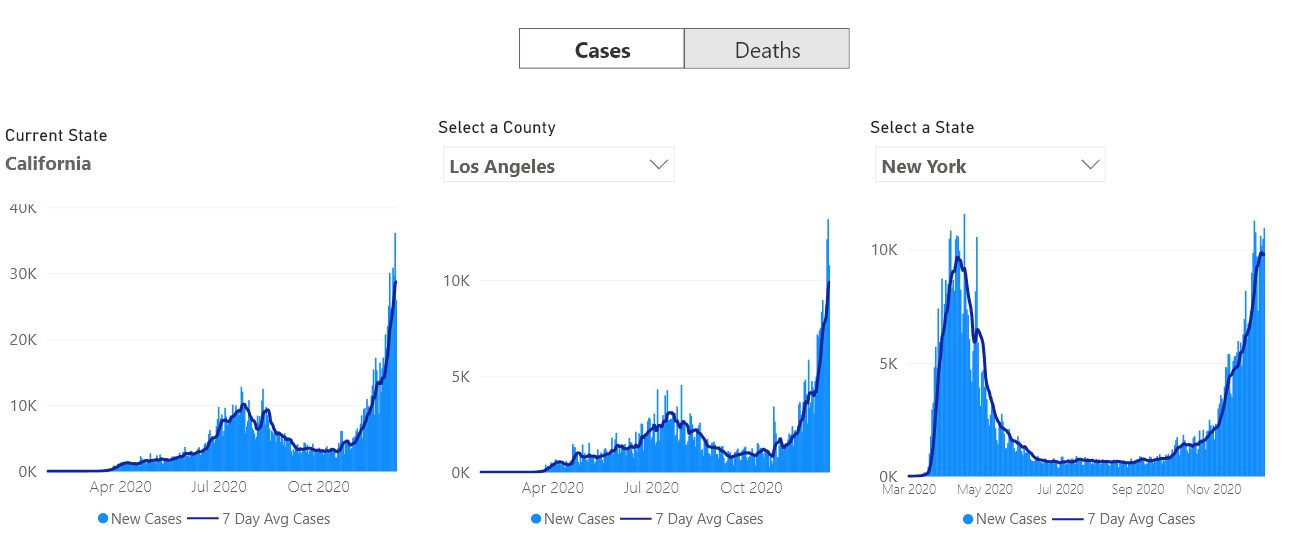 Cases Deaths
Current State
California
Select a County
Los Angeles
Select a State
New York
40K
30K
20K
10K
0K
Apr 2020 Jul 2020 Oct 2020
New Cases 7 Day Avg Cases
10K
5K
0K
Apr 2020 Jul 2020 Oct 2020
New Cases 7 Day Avg Cases
10K
5K
0K
Mar 2020 May 2020 Jul 2020 Sep 2020 Nov 2020
New Cases 7 Day Avg Cases